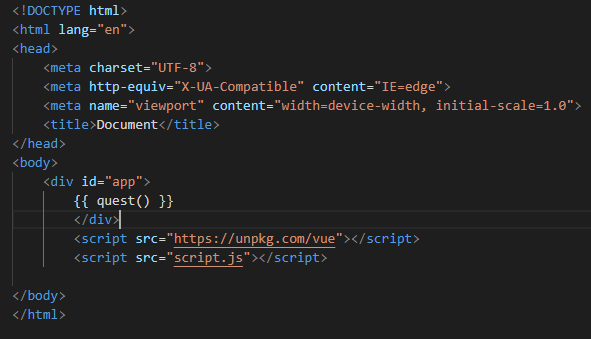 <!DOCTYPE html>
<html lang="en">
<head>
    <meta charset="UTF-8">
    <meta http-equiv="X-UA-Compatible" content="IE=edge">
    <meta name="viewport" content="width=device-width, initial-scale=1.0">
    <title>Document</title>
</head>
<body>
    <div id="app">
        {{ quest() }}
        </div>
        <script src="https://unpkg.com/vue"></script>
        <script src="script.js"></script>
</body>
</html>